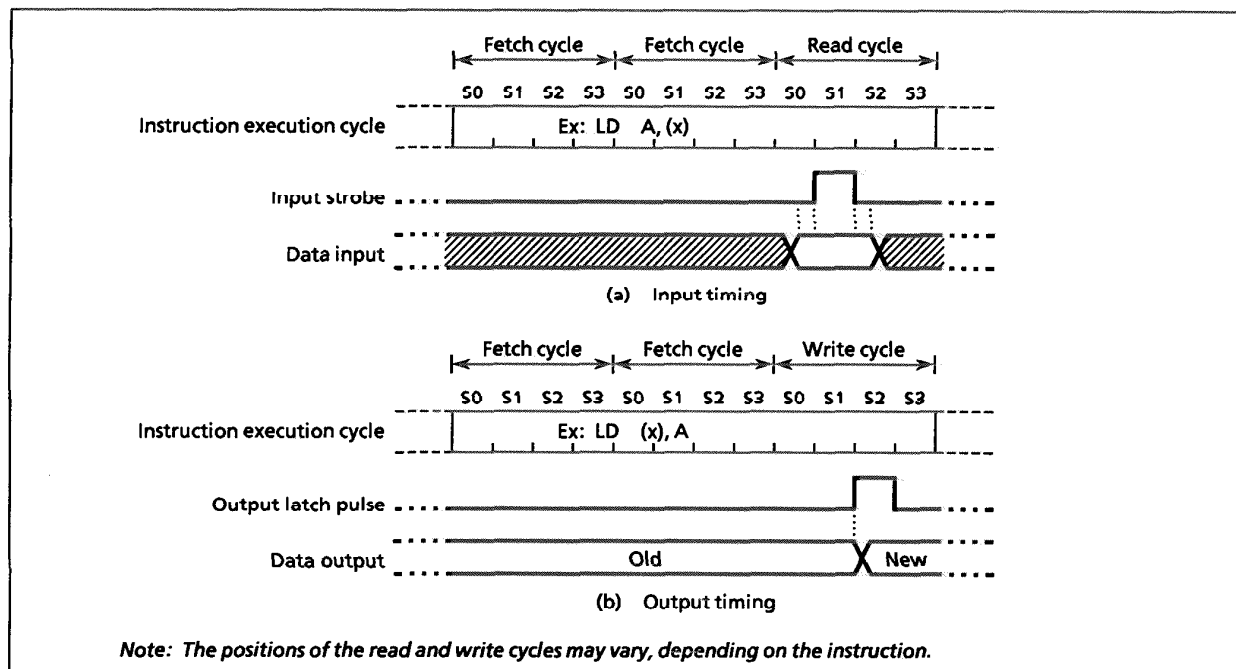 Fetch cycle Fetch cycle Read cycle
S0 S1 S2 S3 S0 S1 S2 S3 S0 S1 S2 S3
Instruction execution cycle Ex: LD A, (x)
Input strobe
Data input
(a) Input timing
Fetch cycle Fetch cycle Write cycle
S0 S1 S2 S3 S0 S1 S2 S3 S0 S1 S2 S3
Instruction execution cycle Ex: LD (x), A
Output latch pulse
Data output Old New
(b) Output timing
Note: The positions of the read and write cycles may vary, depending on the instruction.